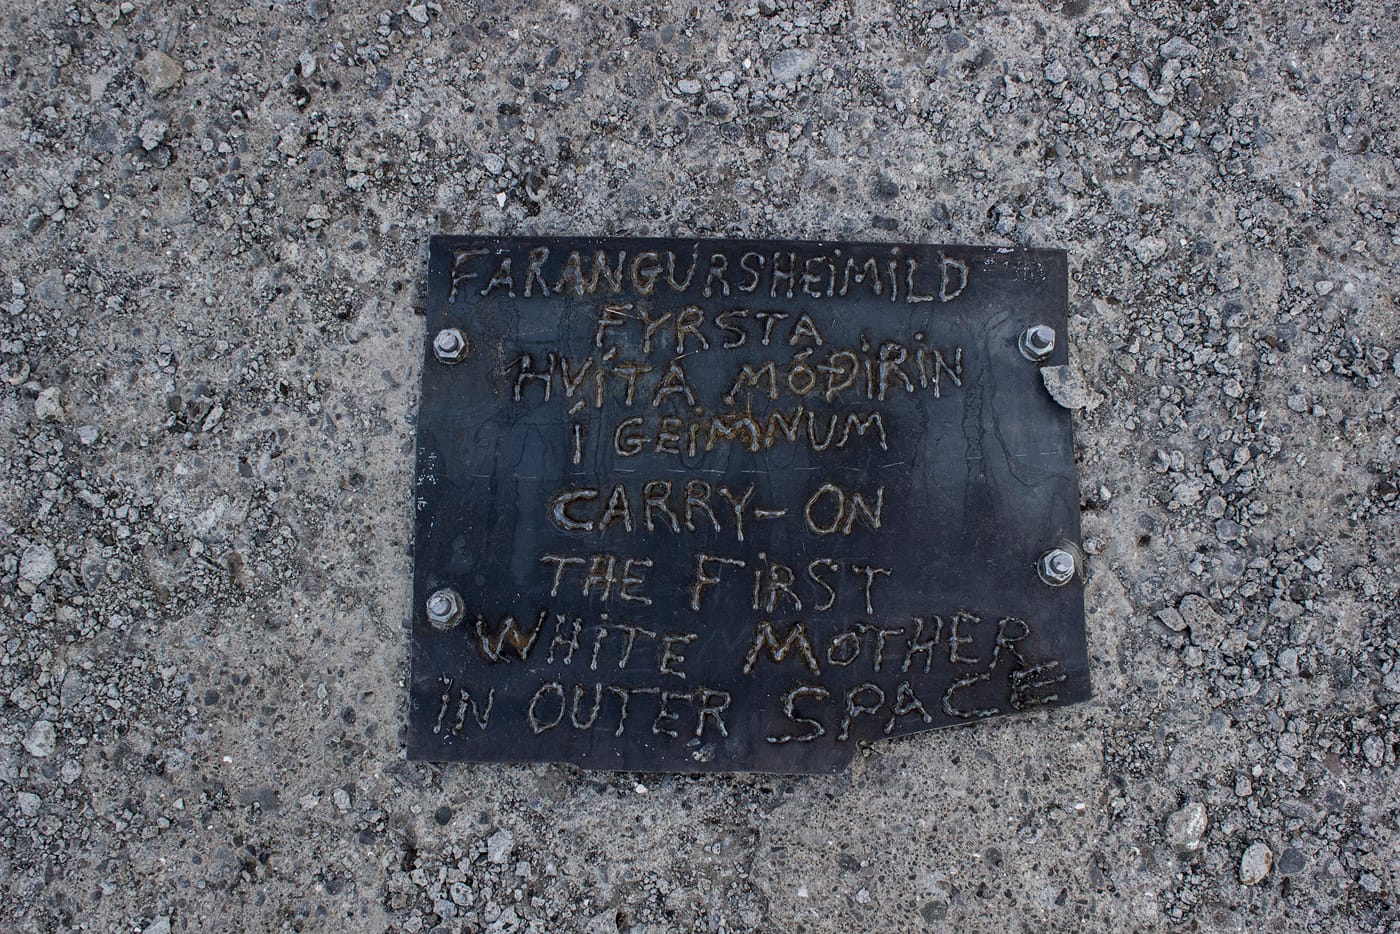 FARANGURSHEIMILD
FYRSTA
HVÍTA MÓÐIRIN
Í GEIMNUM
CARRY-ON
THE FIRST
WHITE MOTHER
IN OUTER SPACE